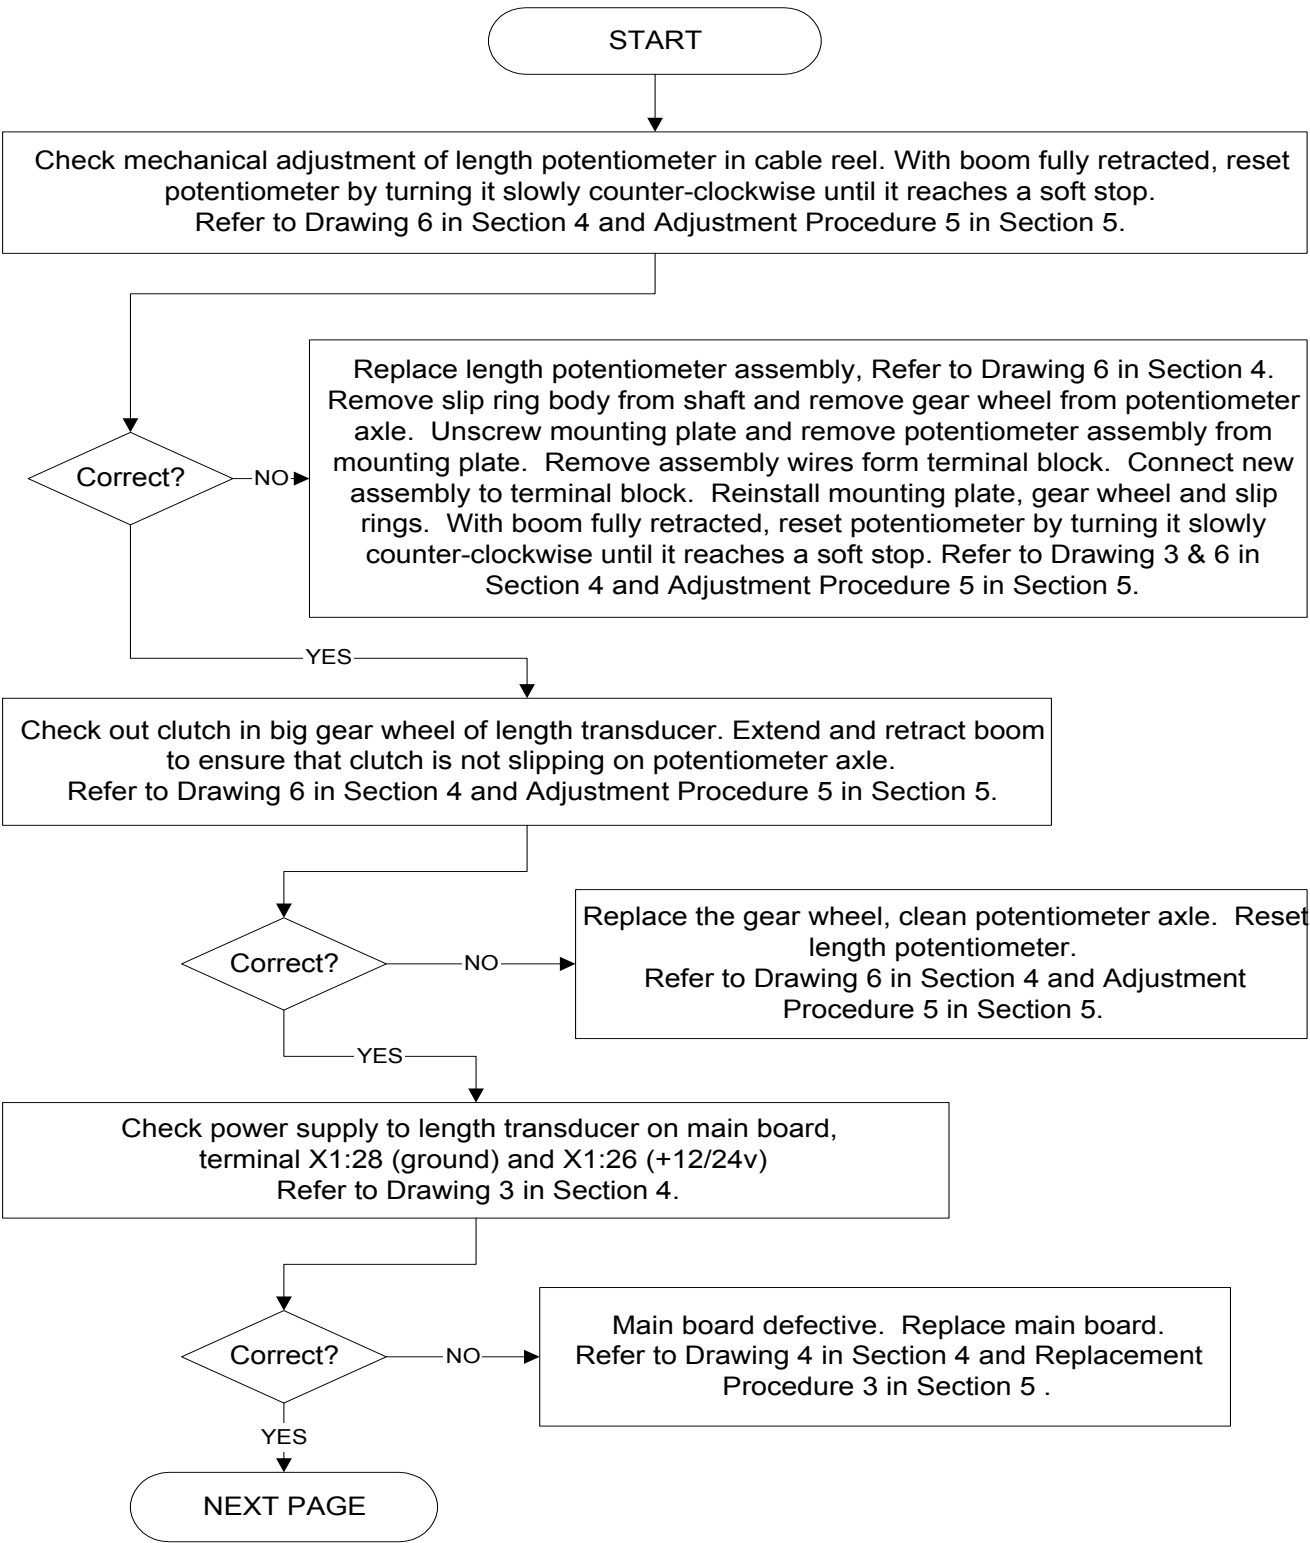 START
Check mechanical adjustment of length potentiometer in cable reel. With boom fully retracted, reset
potentiometer by turning it slowly counter-clockwise until it reaches a soft stop.
Refer to Drawing 6 in Section 4 and Adjustment Procedure 5 in Section 5.
Replace length potentiometer assembly, Refer to Drawing 6 in Section 4.
Remove slip ring body from shaft and remove gear wheel from potentiometer
axle.  Unscrew mounting plate and remove potentiometer assembly from
mounting plate.  Remove assembly wires form terminal block.  Connect new
assembly to terminal block.  Reinstall mounting plate, gear wheel and slip
rings.  With boom fully retracted, reset potentiometer by turning it slowly
counter-clockwise until it reaches a soft stop. Refer to Drawing 3 & 6 in
Section 4 and Adjustment Procedure 5 in Section 5.
Correct?
NO
YES
Check out clutch in big gear wheel of length transducer. Extend and retract boom
to ensure that clutch is not slipping on potentiometer axle.
Refer to Drawing 6 in Section 4 and Adjustment Procedure 5 in Section 5.
Replace the gear wheel, clean potentiometer axle.  Reset
length potentiometer.
Refer to Drawing 6 in Section 4 and Adjustment
Procedure 5 in Section 5.
Correct?
NO
YES
Check power supply to length transducer on main board,
terminal X1:28 (ground) and X1:26 (+12/24v)
Refer to Drawing 3 in Section 4.
Main board defective.  Replace main board.
Refer to Drawing 4 in Section 4 and Replacement
Procedure 3 in Section 5 .
Correct?
NO
YES
NEXT PAGE